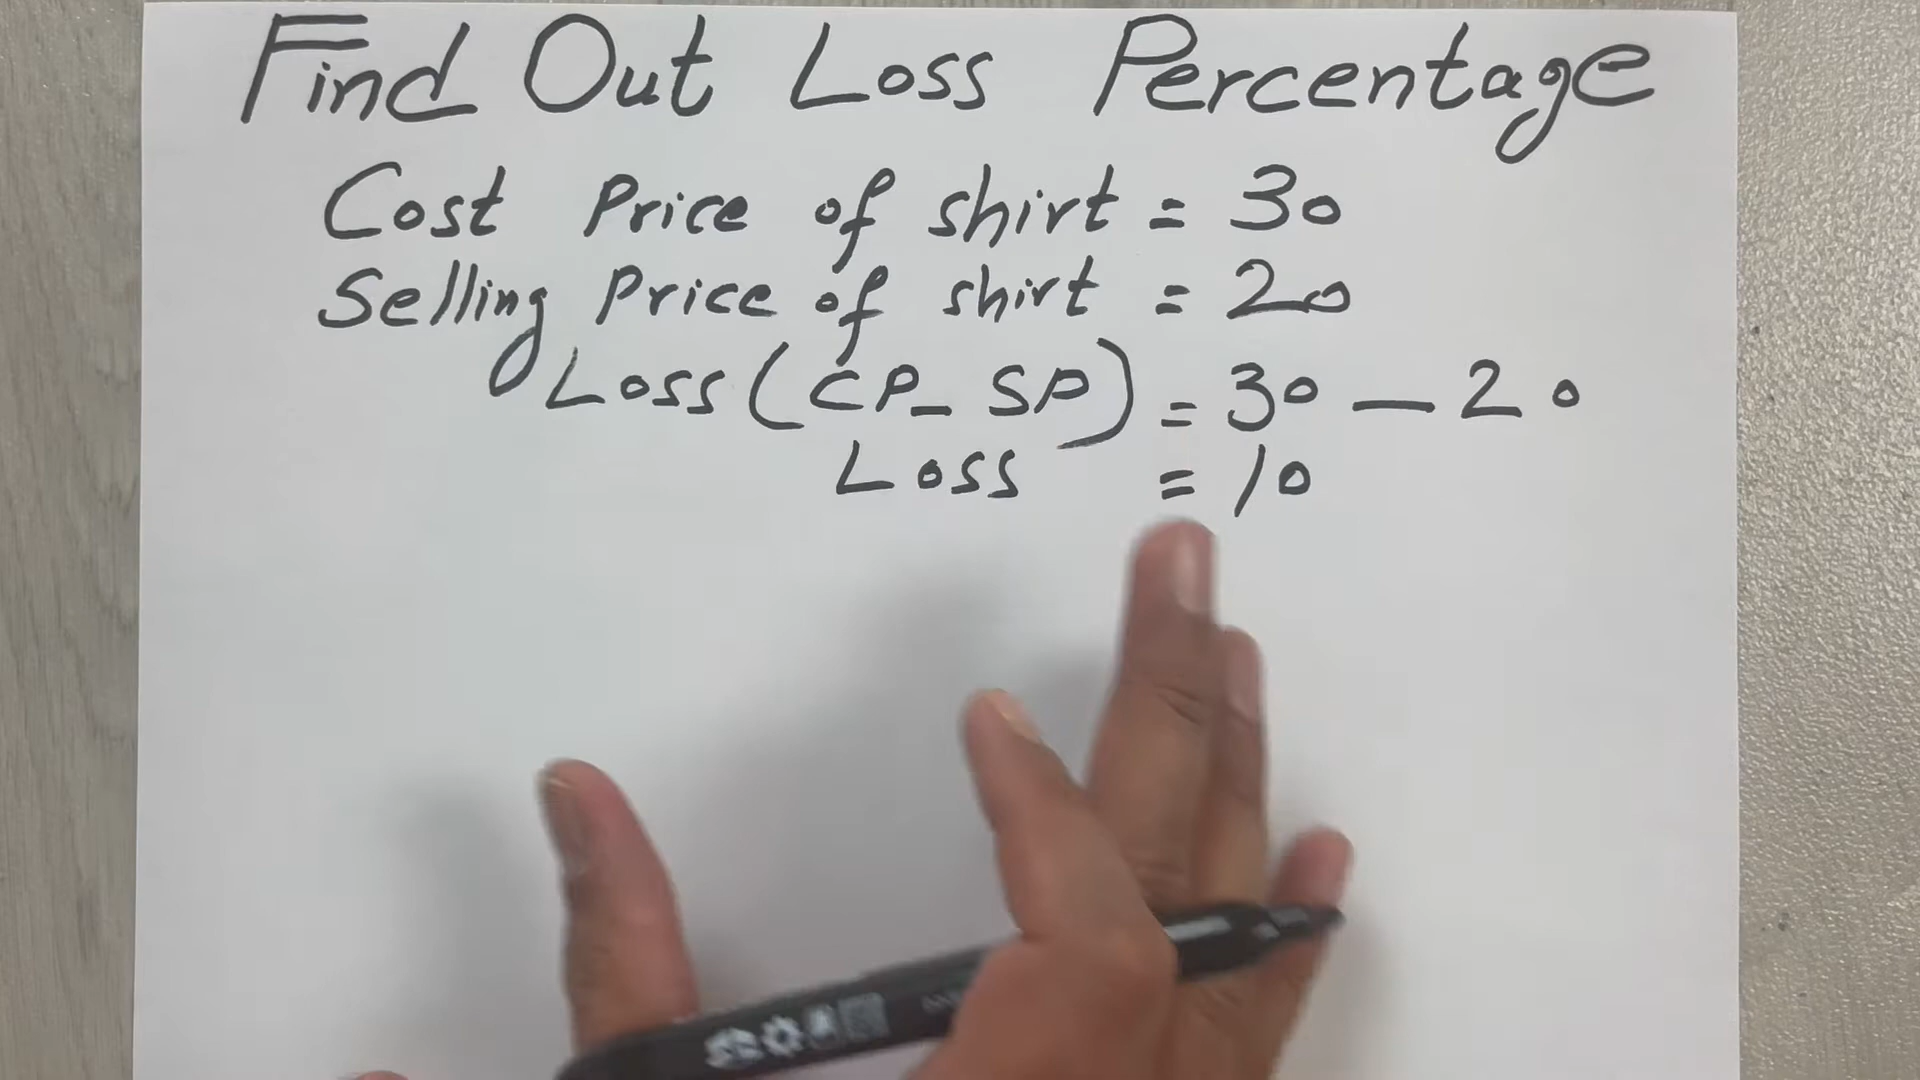 Find Out Loss Percentage
Cost Price of shirt = 30
Selling Price of shirt = 20
Loss (CP - SP) = 30 - 20
Loss = 10